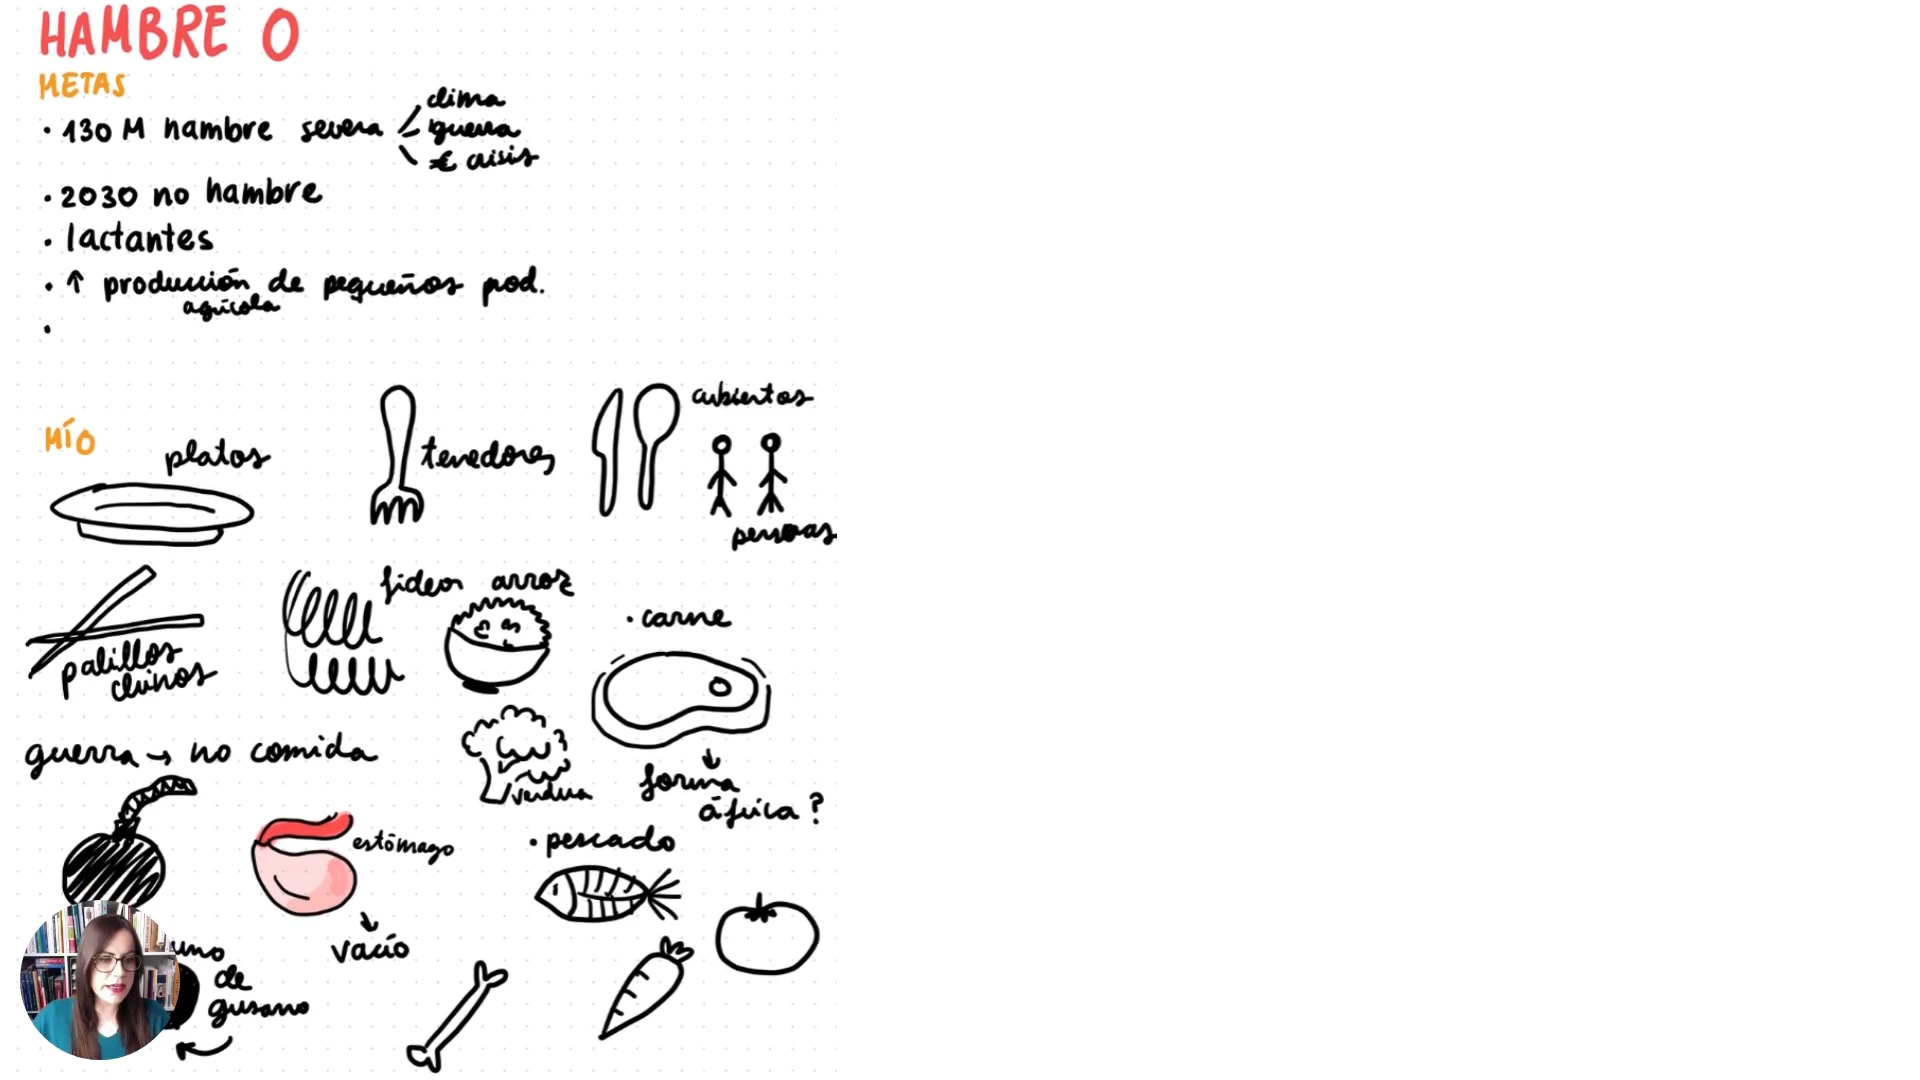 HAMBRE 0
METAS
clima
· 130 M hambre severa
guerra
€ crisis
· 2030 no hambre
· lactantes
· ↑ producción de pequeños prod.
agrícola
·
MÍO
platos
tenedores
cubiertos
personas
palillos
chinos
fideos
arroz
· carne
verdura
forma
áfrica?
guerra → no comida
estómago
vacío
· pescado
de
gusano